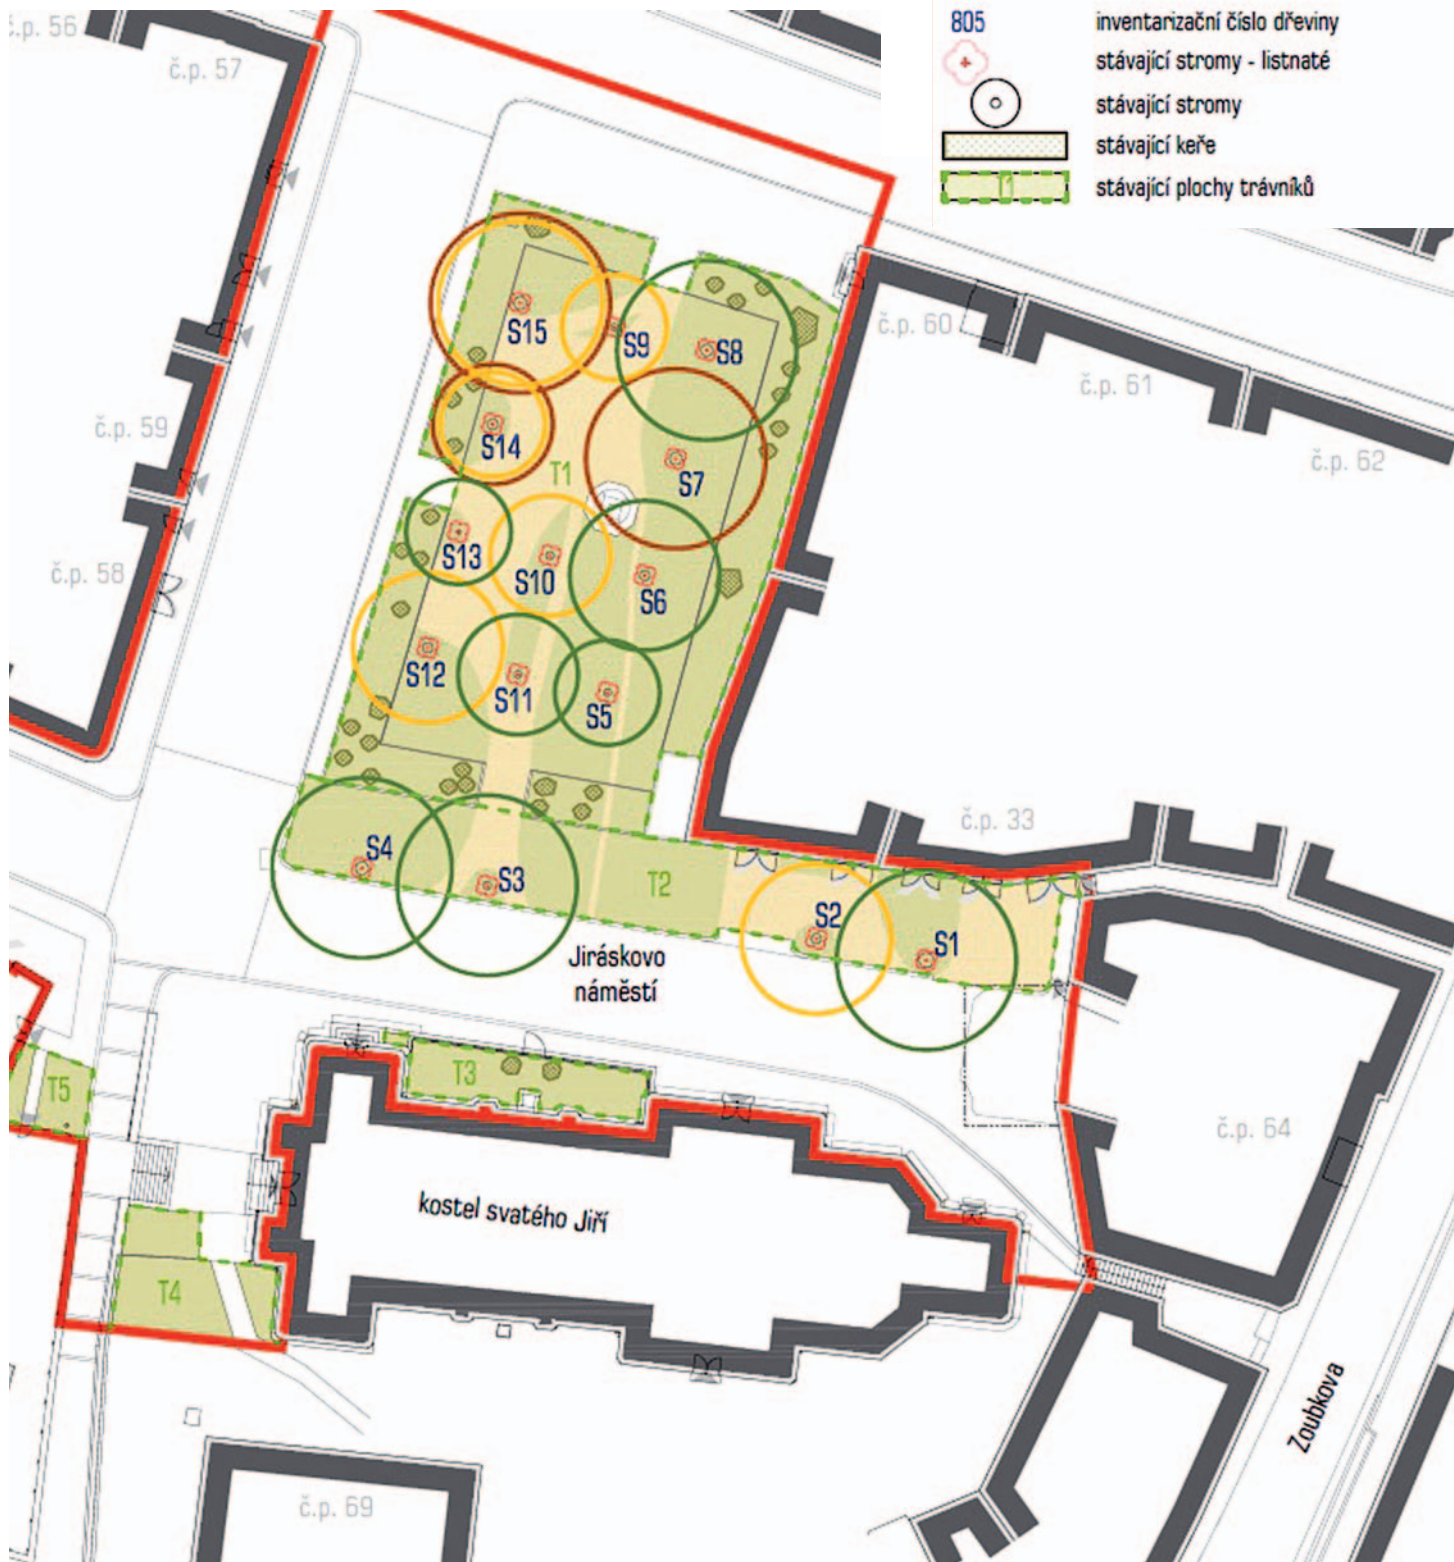 č.p. 56
č.p. 57
805 inventarizační číslo dřeviny
stávající stromy - listnaté
stávající stromy
stávající keře
T1 stávající plochy trávníků
č.p. 60
č.p. 61
č.p. 62
č.p. 59
č.p. 58
S15
S9
S8
S14
T1
S7
S13
S10
S6
S12
S11
S5
č.p. 33
S4
S3
T2
S2
S1
Jiráskovo
náměstí
T3
T5
č.p. 64
kostel svatého Jiří
T4
Zoubkova
č.p. 69